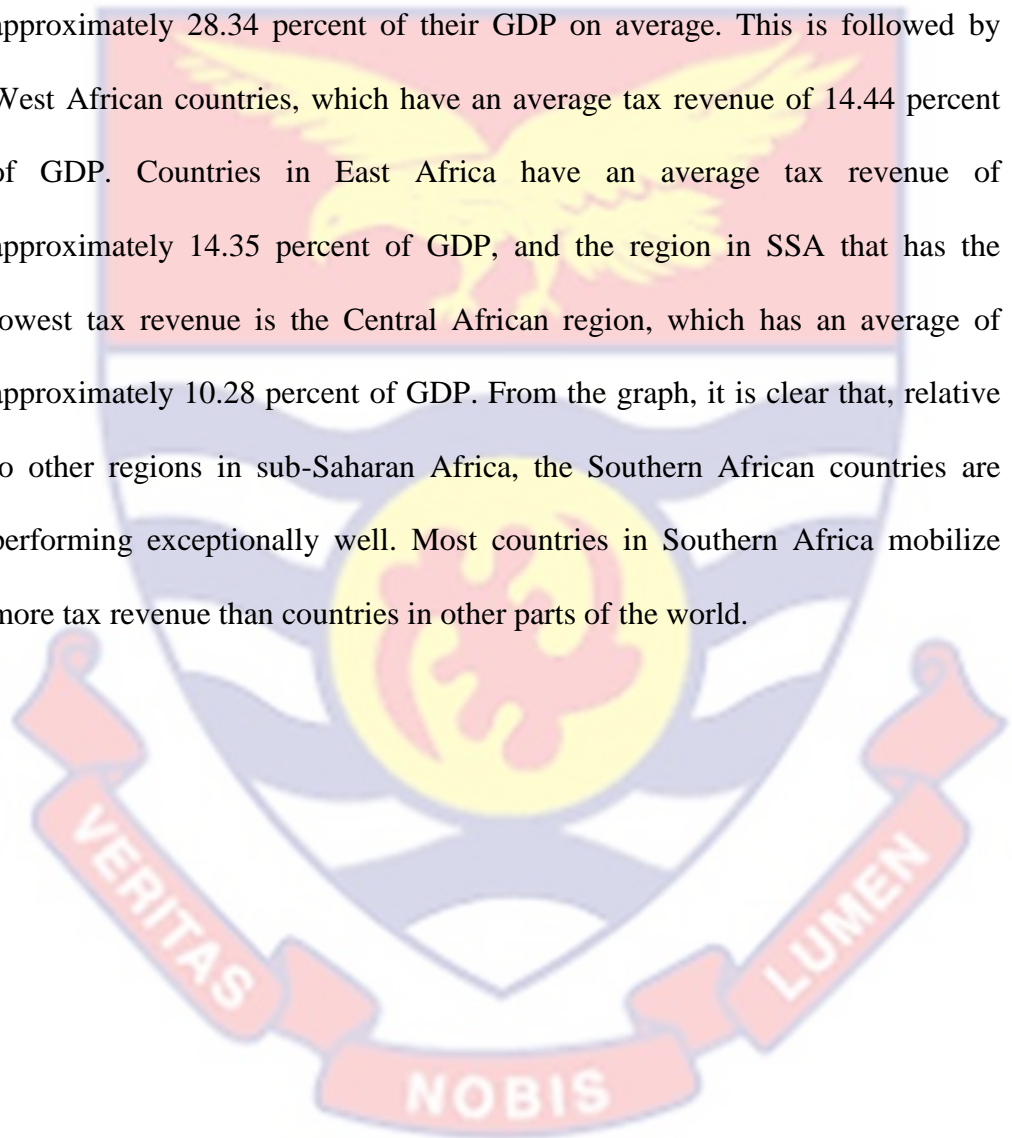 approximately 28.34 percent of their GDP on average. This is followed by
West African countries, which have an average tax revenue of 14.44 percent
of GDP. Countries in East Africa have an average tax revenue of
approximately 14.35 percent of GDP, and the region in SSA that has the
lowest tax revenue is the Central African region, which has an average of
approximately 10.28 percent of GDP. From the graph, it is clear that, relative
to other regions in sub-Saharan Africa, the Southern African countries are
performing exceptionally well. Most countries in Southern Africa mobilize
more tax revenue than countries in other parts of the world.
VERITAS
NOBIS
LUMEN